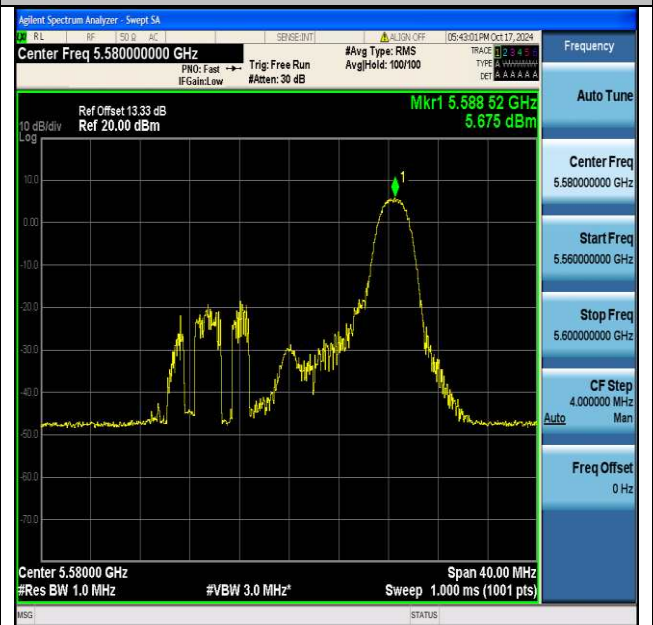 Agilent Spectrum Analyzer - Swept SA
RL RF 50 Ω AC SENSE:INT ALIGN OFF 05:43:01PM Oct 17, 2024
Center Freq 5.580000000 GHz
PNO: Fast
IFGain:Low
Trig: Free Run
#Atten: 30 dB
#Avg Type: RMS
Avg|Hold: 100/100
TRACE 1 2 3 4 5 6
TYPE A
DET A A A A A A
Ref Offset 13.33 dB
10 dB/div Ref 20.00 dBm
Log
Mkr1 5.588 52 GHz
5.675 dBm
1
10.0
0.00
-10.0
-20.0
-30.0
-40.0
-50.0
-60.0
-70.0
Center 5.58000 GHz Span 40.00 MHz
#Res BW 1.0 MHz #VBW 3.0 MHz* Sweep 1.000 ms (1001 pts)
MSG STATUS
Frequency
Auto Tune
Center Freq
5.580000000 GHz
Start Freq
5.560000000 GHz
Stop Freq
5.600000000 GHz
CF Step
4.000000 MHz
Auto Man
Freq Offset
0 Hz